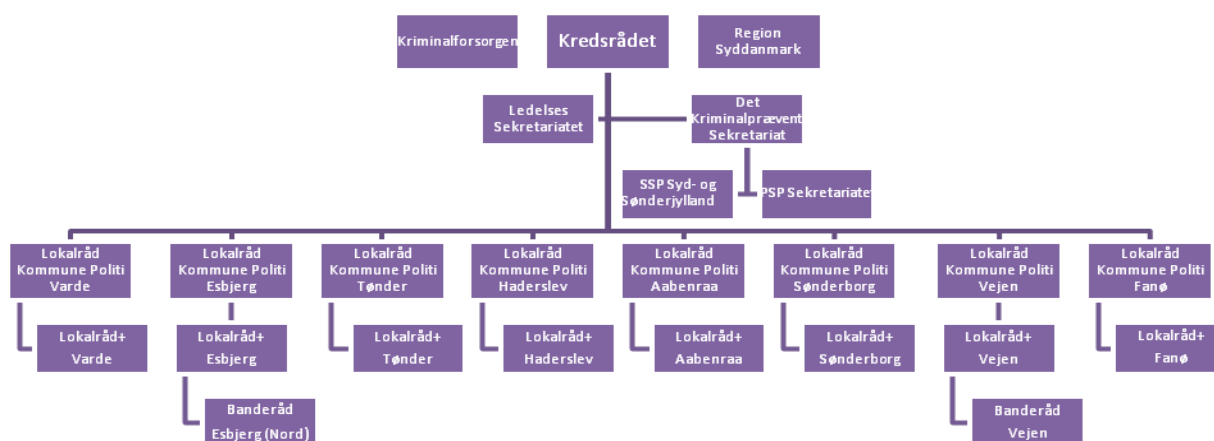 Kriminalforsorgen
Kredsrådet
Region
Syddanmark
Ledelses
Sekretariatet
Det
Kriminalprævent
Sekretariat
SSP Syd- og
Sønderjylland
PSP Sekretariatet
Lokalråd
Kommune Politi
Varde
Lokalråd
Kommune Politi
Esbjerg
Lokalråd
Kommune Politi
Tønder
Lokalråd
Kommune Politi
Haderslev
Lokalråd
Kommune Politi
Aabenraa
Lokalråd
Kommune Politi
Sønderborg
Lokalråd
Kommune Politi
Vejen
Lokalråd
Kommune Politi
Fanø
Lokalråd+
Varde
Lokalråd+
Esbjerg
Lokalråd+
Tønder
Lokalråd+
Haderslev
Lokalråd+
Aabenraa
Lokalråd+
Sønderborg
Lokalråd+
Vejen
Lokalråd+
Fanø
Banderåd
Esbjerg (Nord)
Banderåd
Vejen